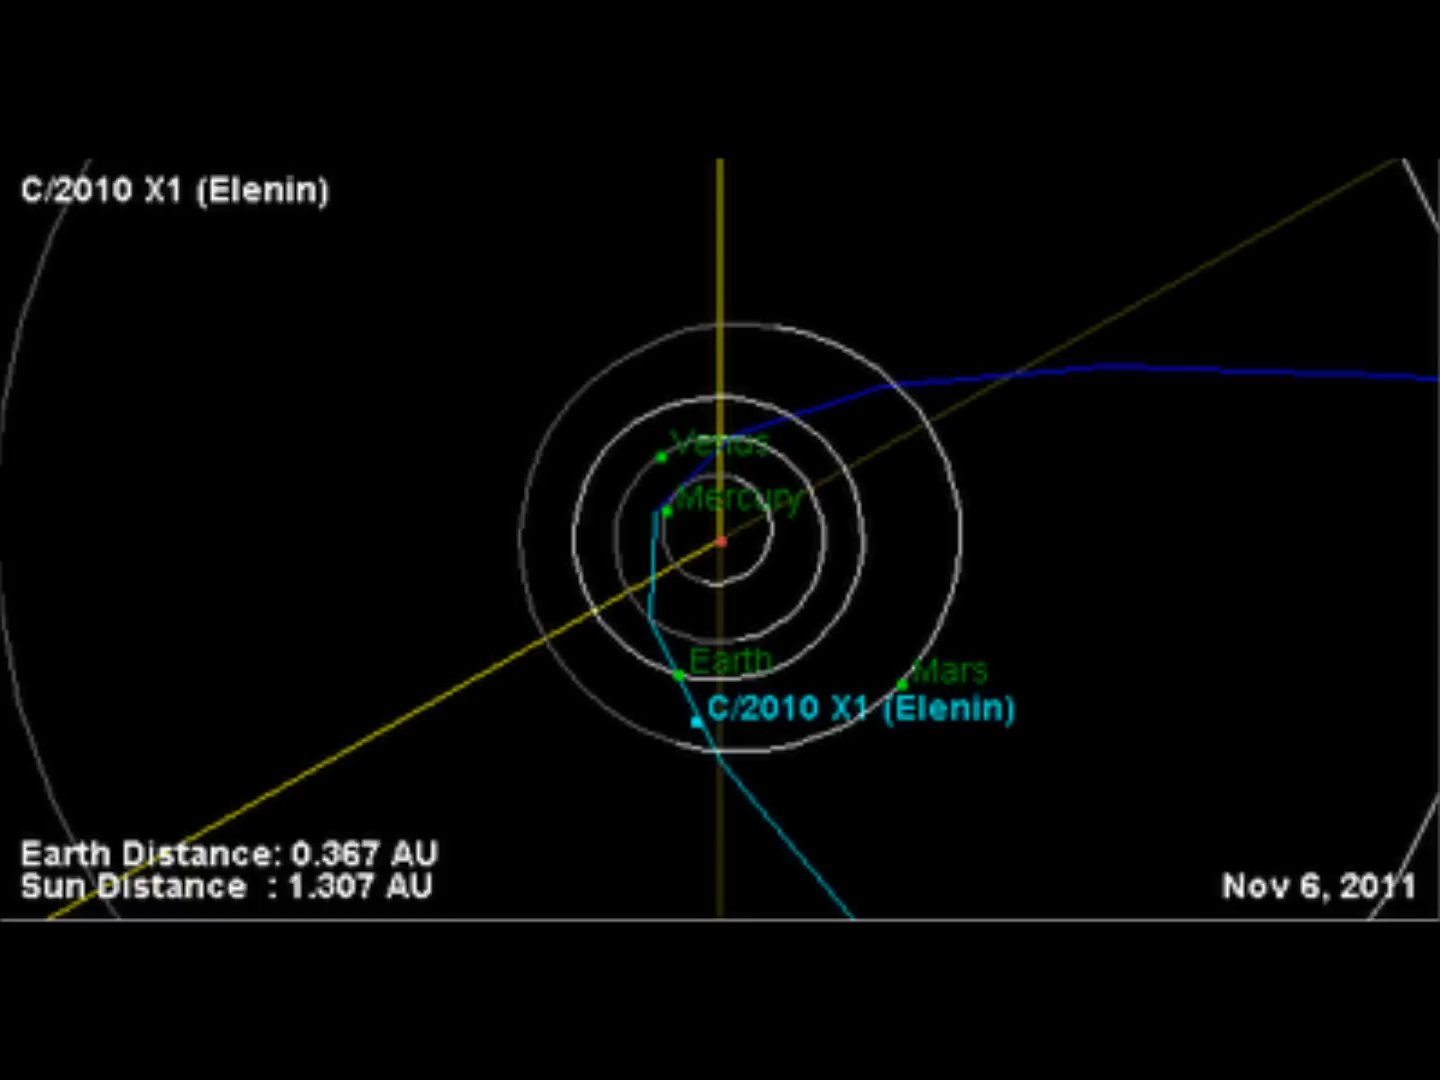 C/2010 X1 (Elenin)
Venus
Mercury
Earth
Mars
C/2010 X1 (Elenin)
Earth Distance: 0.367 AU
Sun Distance : 1.307 AU
Nov 6, 2011